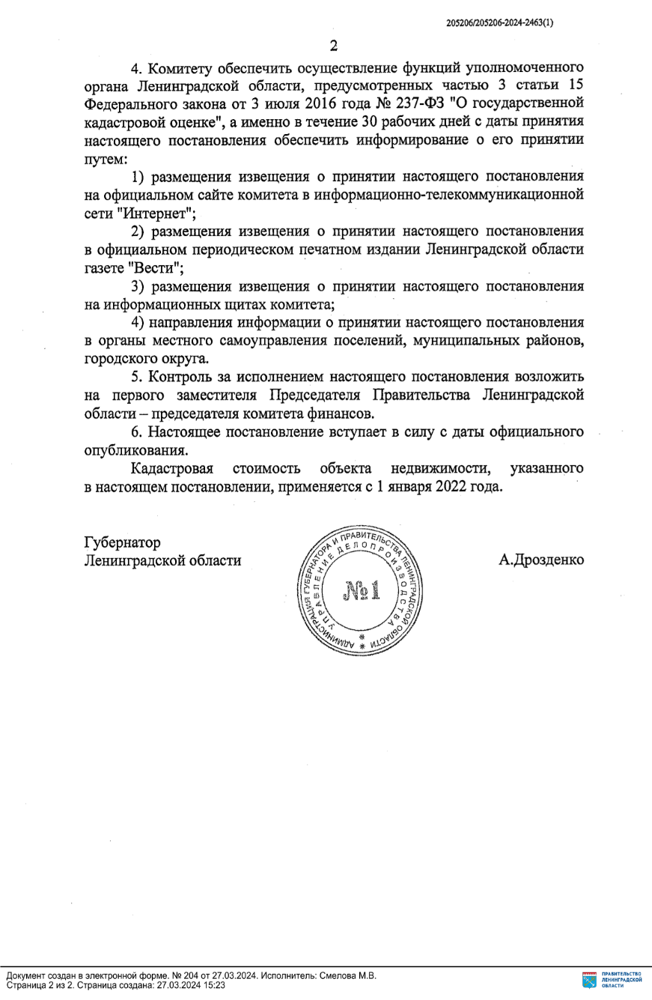 205206/205206-2024-2463(1)
2
4. Комитету обеспечить осуществление функций уполномоченного
органа Ленинградской области, предусмотренных частью 3 статьи 15
Федерального закона от 3 июля 2016 года № 237-ФЗ "О государственной
кадастровой оценке", а именно в течение 30 рабочих дней с даты принятия
настоящего постановления обеспечить информирование о его принятии
путем:
1) размещения извещения о принятии настоящего постановления
на официальном сайте комитета в информационно-телекоммуникационной
сети "Интернет";
2) размещения извещения о принятии настоящего постановления
в официальном периодическом печатном издании Ленинградской области
газете "Вести";
3) размещения извещения о принятии настоящего постановления
на информационных щитах комитета;
4) направления информации о принятии настоящего постановления
в органы местного самоуправления поселений, муниципальных районов,
городского округа.
5. Контроль за исполнением настоящего постановления возложить
на первого заместителя Председателя Правительства Ленинградской
области – председателя комитета финансов.
6. Настоящее постановление вступает в силу с даты официального
опубликования.
Кадастровая стоимость объекта недвижимости, указанного
в настоящем постановлении, применяется с 1 января 2022 года.
Губернатор
Ленинградской области
А.Дрозденко
АДМИНИСТРАЦИЯ ГУБЕРНАТОРА И ПРАВИТЕЛЬСТВА ЛЕНИНГРАДСКОЙ ОБЛАСТИ *
УПРАВЛЕНИЕ ДЕЛОПРОИЗВОДСТВА *
№1
Документ создан в электронной форме. № 204 от 27.03.2024. Исполнитель: Смелова М.В.
Страница 2 из 2. Страница создана: 27.03.2024 15:23
ПРАВИТЕЛЬСТВО
ЛЕНИНГРАДСКОЙ
ОБЛАСТИ